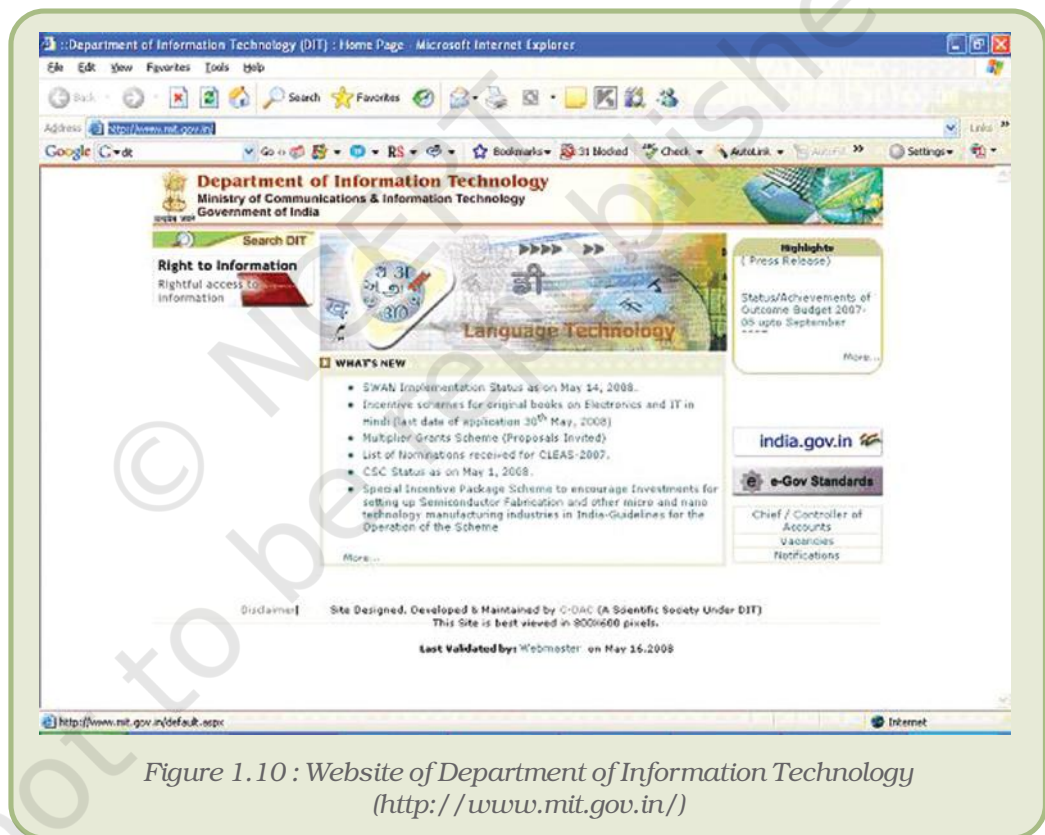 ::Department of Information Technology (DIT) : Home Page - Microsoft Internet Explorer
File Edit View Favorites Tools Help
Back Search Favorites
Address http://www.mit.gov.in/ Links »
Google G Go RS Bookmarks 31 blocked Check AutoLink AutoFill » Settings
Department of Information Technology
Ministry of Communications & Information Technology
Government of India
Search DIT
Right to Information
Rightful access to
information
Language Technology
Highlights
( Press Release)
Status/Achievements of
Outcome Budget 2007-
upto September
More...
WHAT'S NEW
• SWAN Implementation Status as on May 14, 2008.
• Incentive schemes for original books on Electronics and IT in
Hindi (last date of application 30th May, 2008)
• Multiplier Grants Scheme (Proposals Invited)
• List of Nominations received for CLEAS-2007.
• CSC Status as on May 1, 2008.
• Special Incentive Package Scheme to encourage Investments for
setting up Semiconductor Fabrication and other micro and nano
technology manufacturing industries in India-Guidelines for the
Operation of the Scheme
More...
india.gov.in
e e-Gov Standards
Chief / Controller of
Accounts
Vacancies
Notifications
Disclaimer| Site Designed, Developed & Maintained by C-DAC (A Scientific Society Under DIT)
This Site is best viewed in 800X600 pixels.
Last Validated by: Webmaster on May 16,2008
http://www.mit.gov.in/default.aspx Internet
Figure 1.10 : Website of Department of Information Technology
(http://www.mit.gov.in/)
© NCERT
not to be republished